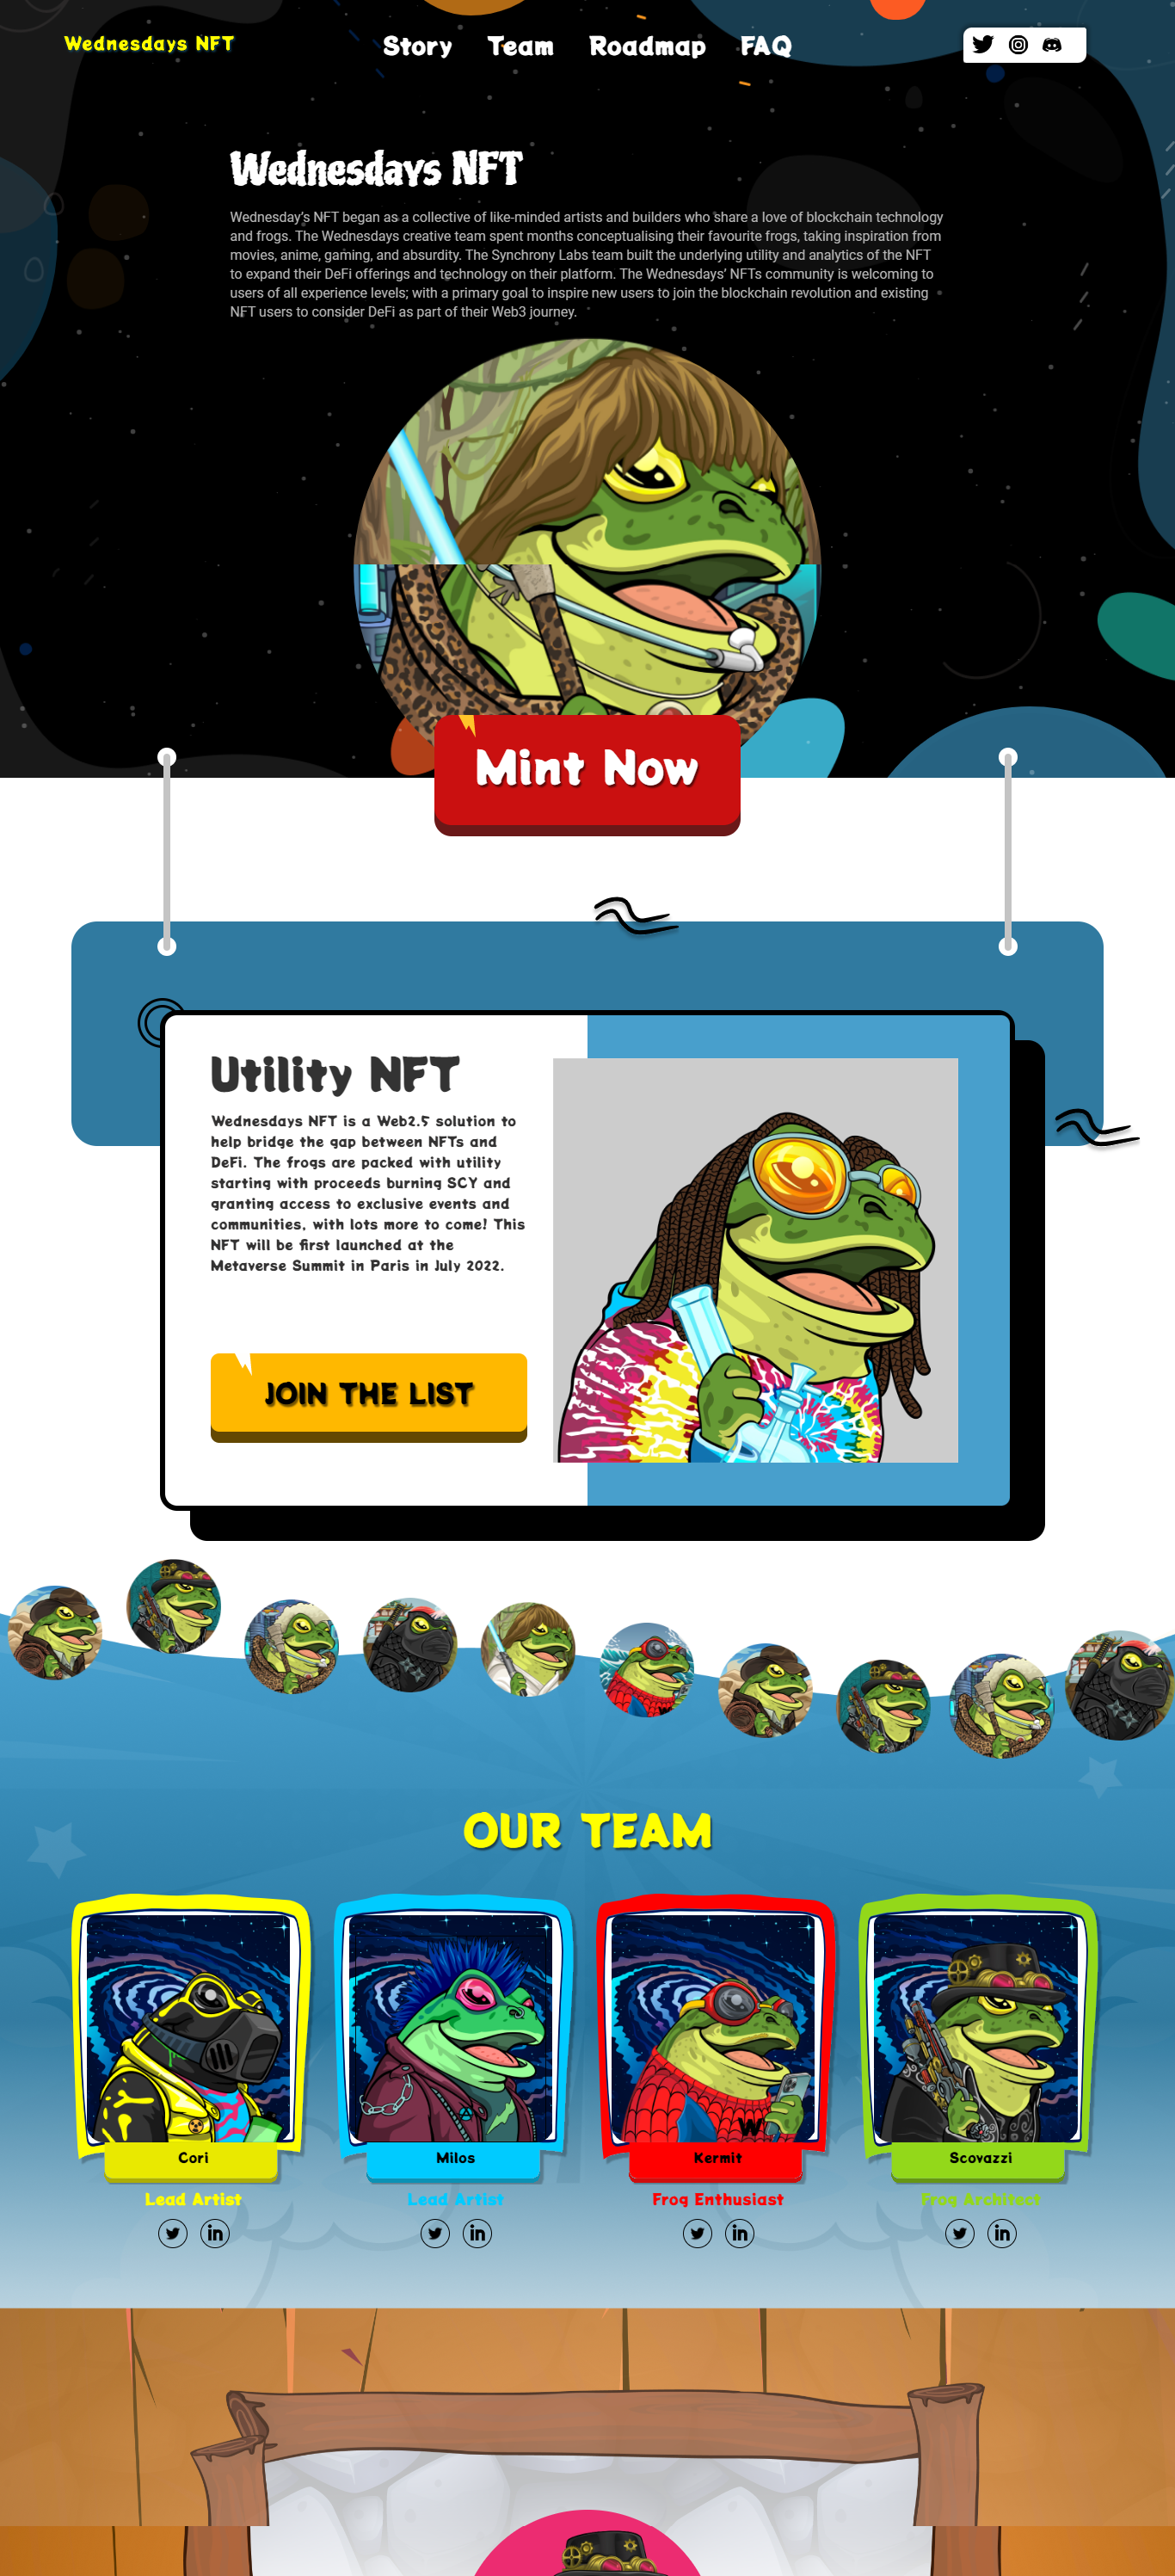 Wednesdays NFT
Story Team Roadmap FAQ
Wednesdays NFT
Wednesday's NFT began as a collective of like-minded artists and builders who share a love of blockchain technology
and frogs. The Wednesdays creative team spent months conceptualising their favourite frogs, taking inspiration from
movies, anime, gaming, and absurdity. The Synchrony Labs team built the underlying utility and analytics of the NFT
to expand their DeFi offerings and technology on their platform. The Wednesdays' NFTs community is welcoming to
users of all experience levels; with a primary goal to inspire new users to join the blockchain revolution and existing
NFT users to consider DeFi as part of their Web3 journey.
Mint Now
Utility NFT
Wednesdays NFT is a Web2.5 solution to
help bridge the gap between NFTs and
DeFi. The frogs are packed with utility
starting with proceeds burning SCY and
granting access to exclusive events and
communities, with lots more to come! This
NFT will be first launched at the
Metaverse Summit in Paris in July 2022.
JOIN THE LIST
OUR TEAM
W
Cori
Milos
Kermit
Scovazzi
Lead Artist
Lead Artist
Frog Enthusiast
Frog Architect